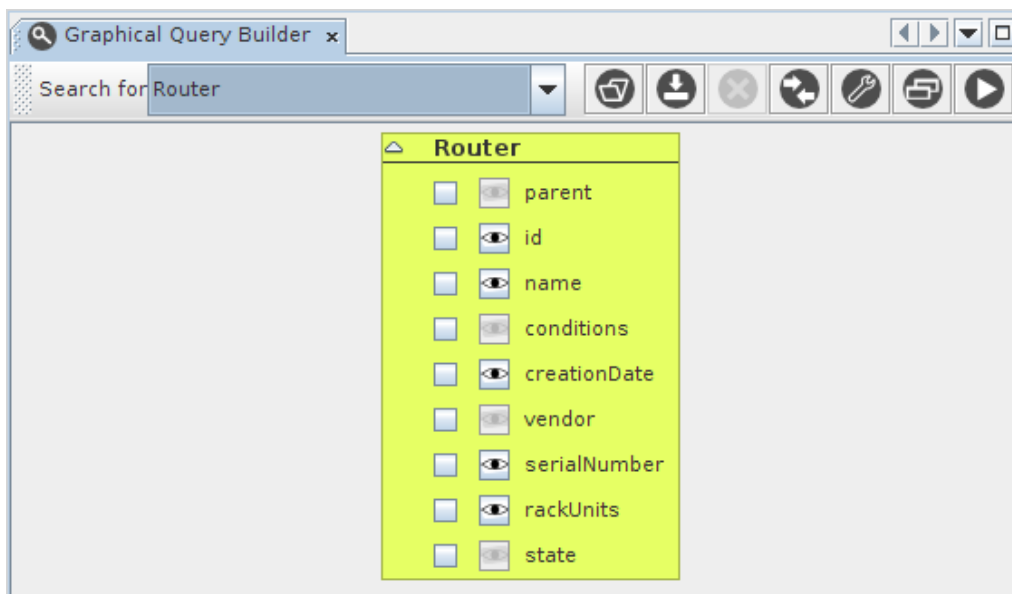 Graphical Query Builder x
Search for Router
Router
parent
id
name
conditions
creationDate
vendor
serialNumber
rackUnits
state